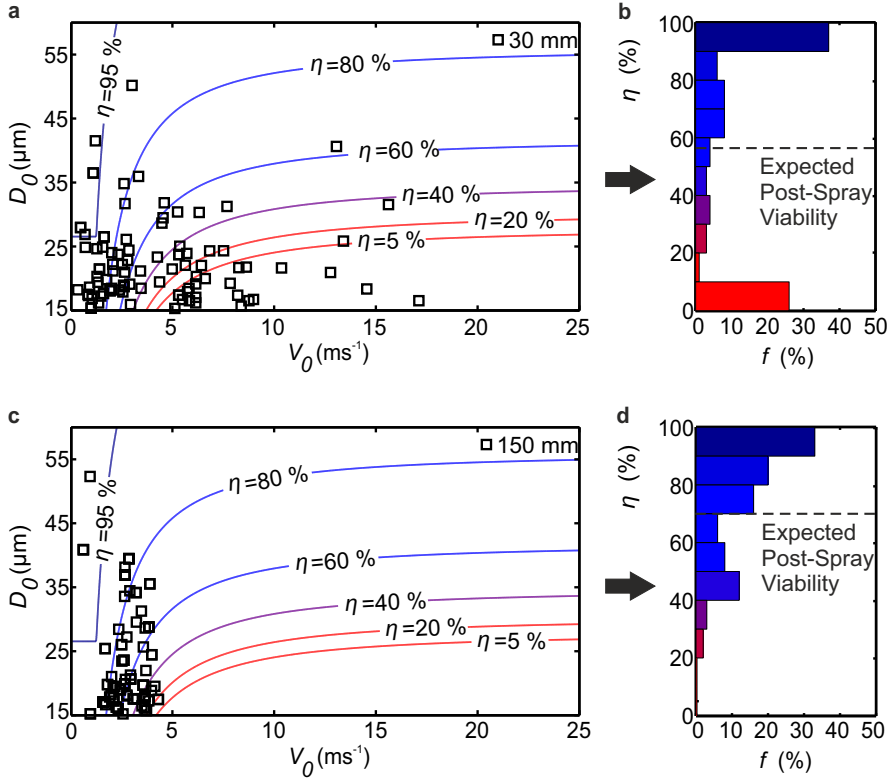 a
30 mm
η=95 %
η=80 %
η=60 %
η=40 %
η=20 %
η=5 %
D0 (μm)
55
45
35
25
15
0 5 10 15 20 25
V0 (ms-1)
b
η (%)
100
80
60
40
20
0
Expected
Post-Spray
Viability
0 10 20 30 40 50
f (%)
c
150 mm
η=95 %
η=80 %
η=60 %
η=40 %
η=20 %
η=5 %
D0 (μm)
55
45
35
25
15
0 5 10 15 20 25
V0 (ms-1)
d
η (%)
100
80
60
40
20
0
Expected
Post-Spray
Viability
0 10 20 30 40 50
f (%)